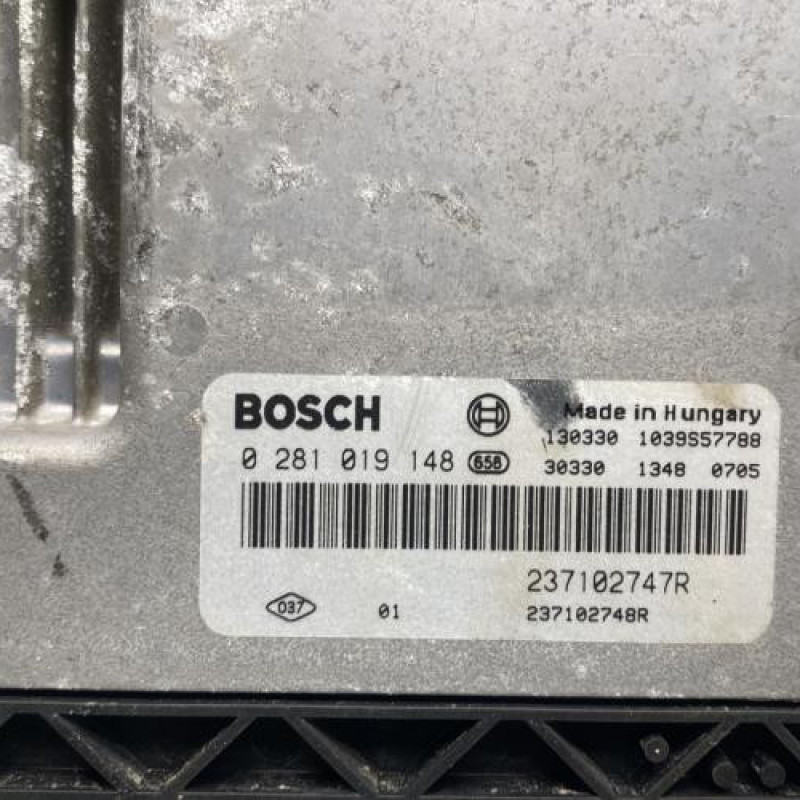 BOSCH Made in Hungary
130330 1039S57788
0 281 019 148 658 30330 1348 0705
237102747R
037 01 237102748R